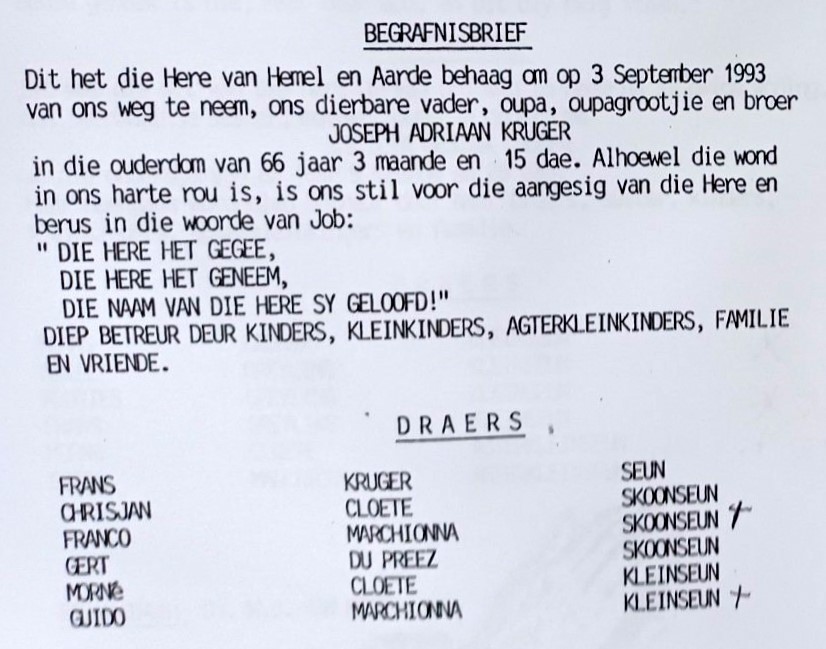 BEGRAFNISBRIEF
Dit het die Here van Hemel en Aarde behaag om op 3 September 1993
van ons weg te neem, ons dierbare vader, oupa, oupagrootjie en broer
JOSEPH ADRIAAN KRUGER
in die ouderdom van 66 jaar 3 maande en 15 dae. Alhoewel die wond
in ons harte rou is, is ons stil voor die aangesig van die Here en
berus in die woorde van Job:
" DIE HERE HET GEGEE,
DIE HERE HET GENEEM,
DIE NAAM VAN DIE HERE SY GELOOFD!"
DIEP BETREUR DEUR KINDERS, KLEINKINDERS, AGTERKLEINKINDERS, FAMILIE
EN VRIENDE.
D R A E R S
FRANS KRUGER SEUN
CHRISJAN CLOETE SKOONSEUN
FRANCO MARCHIONNA SKOONSEUN +
GERT DU PREEZ SKOONSEUN
MORNé CLOETE KLEINSEUN
GUIDO MARCHIONNA KLEINSEUN +